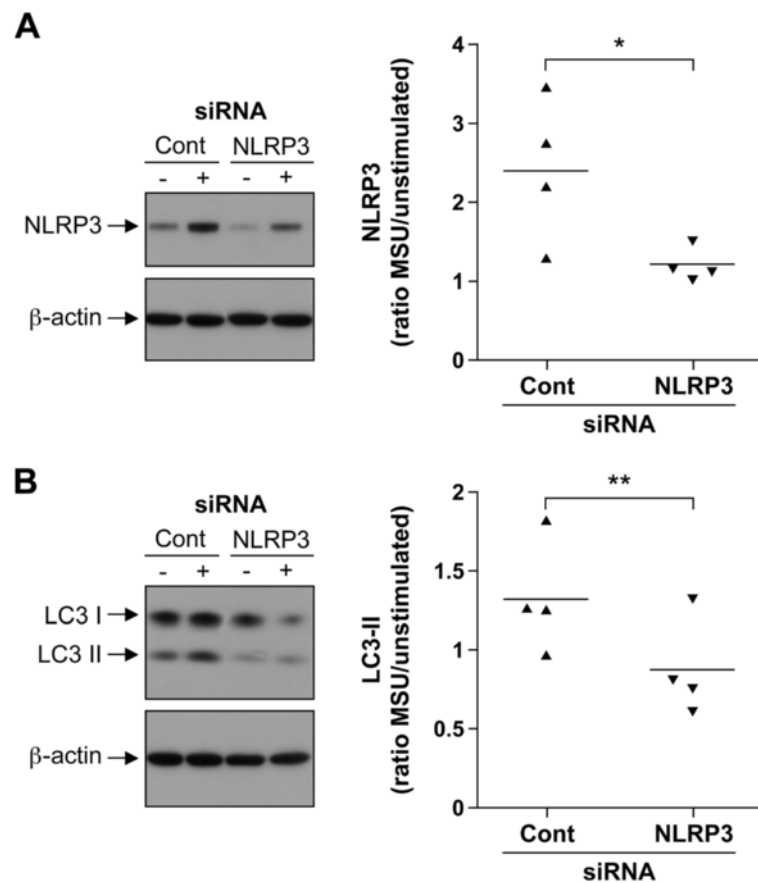 A
siRNA
Cont NLRP3
- + - +
NLRP3
β-actin
NLRP3
(ratio MSU/unstimulated)
4
3
2
1
0
*
Cont NLRP3
siRNA
B
siRNA
Cont NLRP3
- + - +
LC3 I
LC3 II
β-actin
LC3-II
(ratio MSU/unstimulated)
2
1.5
1
0.5
0
**
Cont NLRP3
siRNA